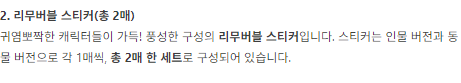 2. 리무버블 스티커(총 2매)
귀엽뽀짝한 캐릭터들이 가득! 풍성한 구성의 리무버블 스티커입니다. 스티커는 인물 버전과 동
물 버전으로 각 1매씩, 총 2매 한 세트로 구성되어 있습니다.